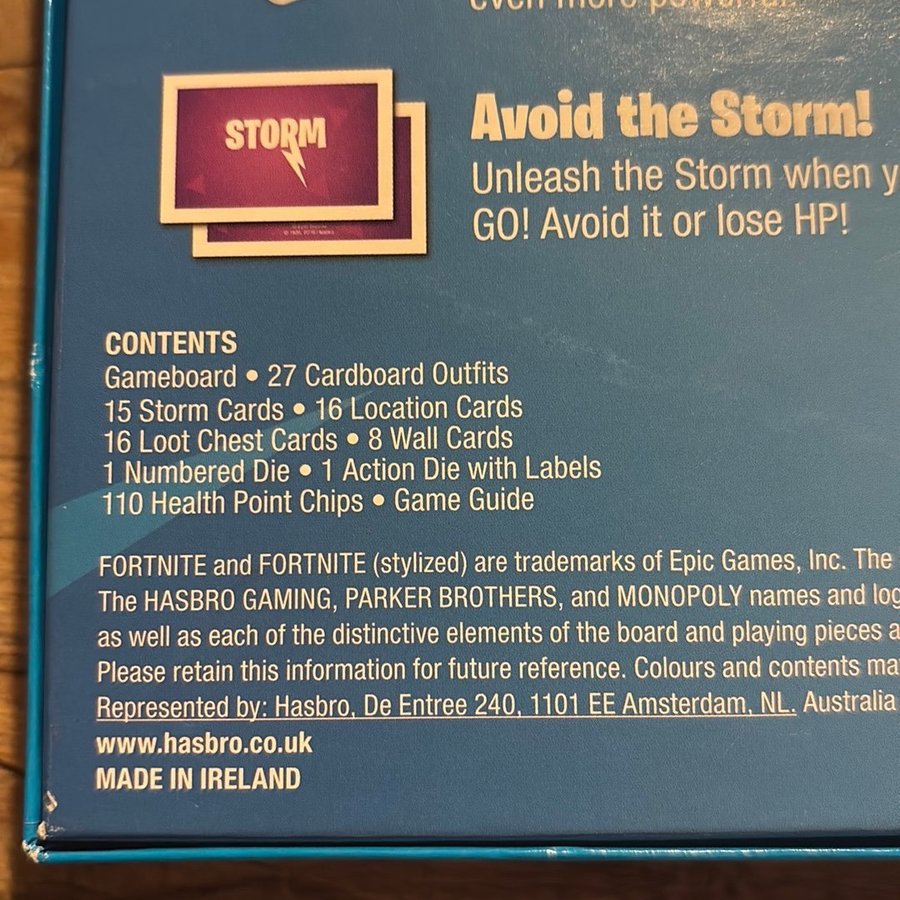 even more powerful.
STORM
Avoid the Storm!
Unleash the Storm when y
GO! Avoid it or lose HP!
CONTENTS
Gameboard • 27 Cardboard Outfits
15 Storm Cards • 16 Location Cards
16 Loot Chest Cards • 8 Wall Cards
1 Numbered Die • 1 Action Die with Labels
110 Health Point Chips • Game Guide
FORTNITE and FORTNITE (stylized) are trademarks of Epic Games, Inc. The
The HASBRO GAMING, PARKER BROTHERS, and MONOPOLY names and log
as well as each of the distinctive elements of the board and playing pieces a
Please retain this information for future reference. Colours and contents ma
Represented by: Hasbro, De Entree 240, 1101 EE Amsterdam, NL. Australia
www.hasbro.co.uk
MADE IN IRELAND